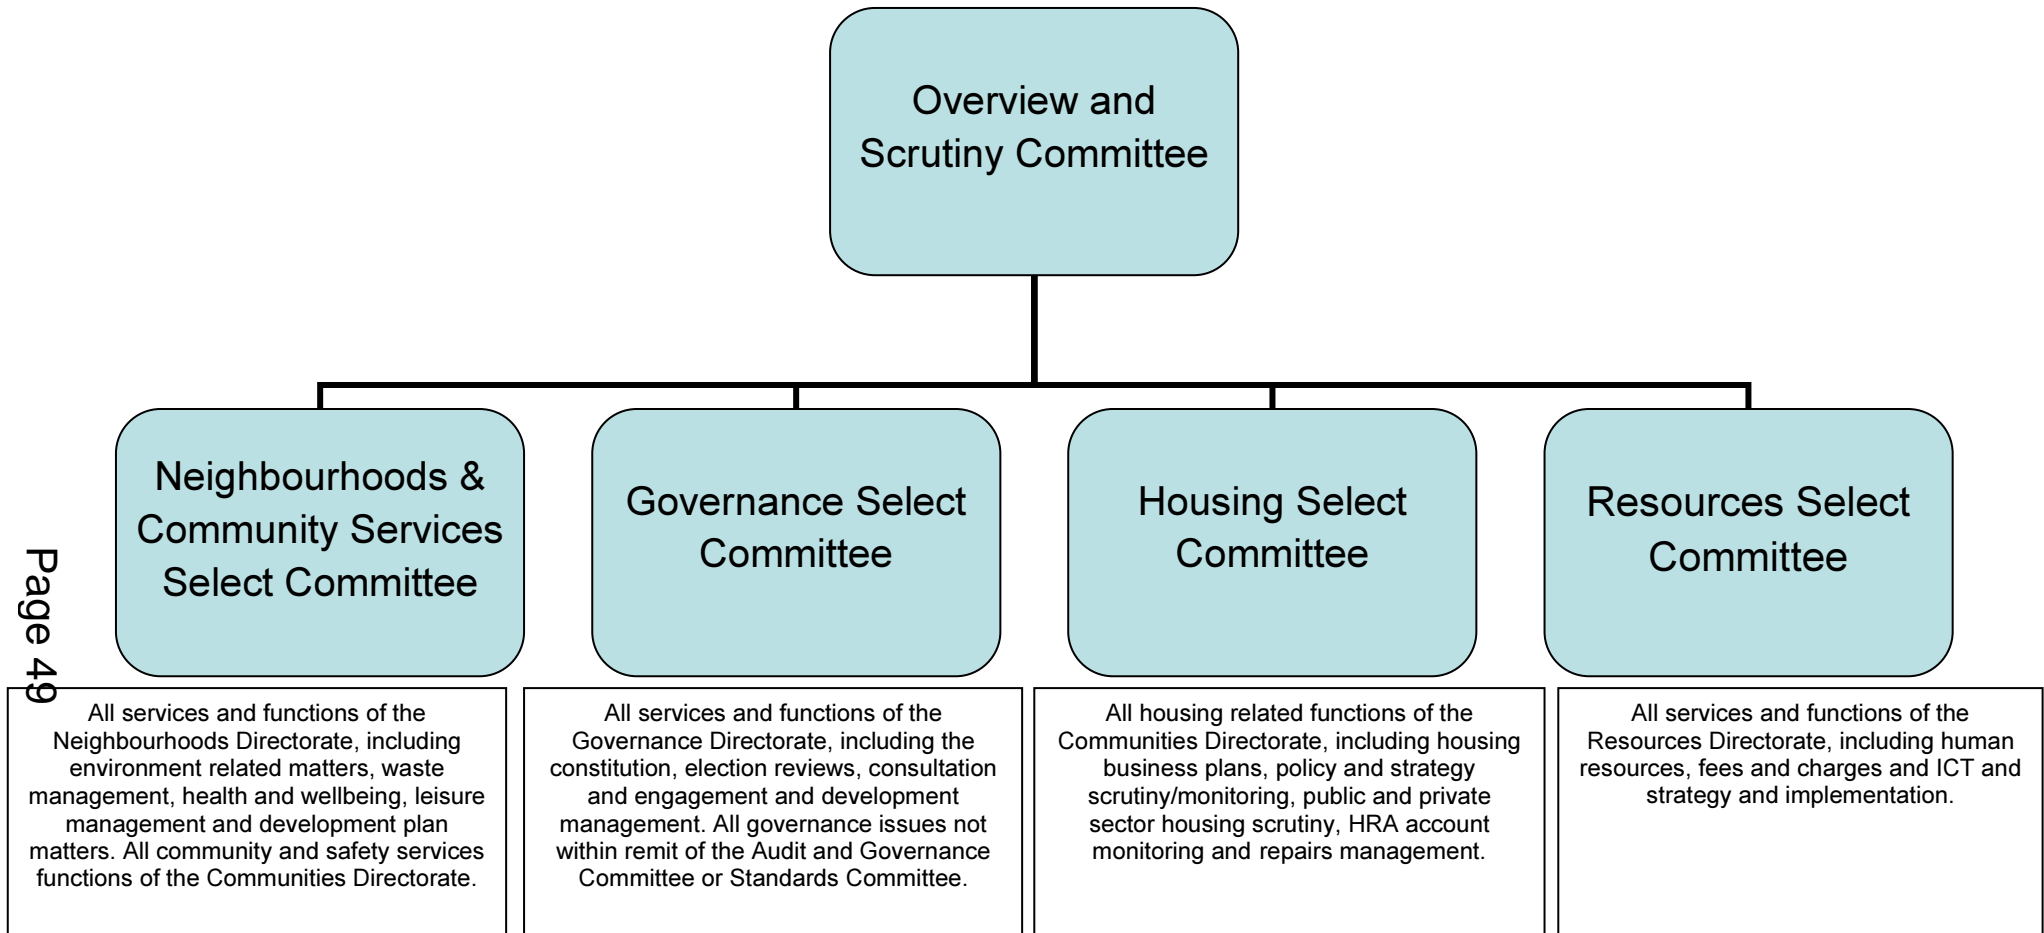 Overview and
Scrutiny Committee
Neighbourhoods &
Community Services
Select Committee
Governance Select
Committee
Housing Select
Committee
Resources Select
Committee
Page 49
All services and functions of the
Neighbourhoods Directorate, including
environment related matters, waste
management, health and wellbeing, leisure
management and development plan
matters. All community and safety services
functions of the Communities Directorate.
All services and functions of the
Governance Directorate, including the
constitution, election reviews, consultation
and engagement and development
management. All governance issues not
within remit of the Audit and Governance
Committee or Standards Committee.
All housing related functions of the
Communities Directorate, including housing
business plans, policy and strategy
scrutiny/monitoring, public and private
sector housing scrutiny, HRA account
monitoring and repairs management.
All services and functions of the
Resources Directorate, including human
resources, fees and charges and ICT and
strategy and implementation.